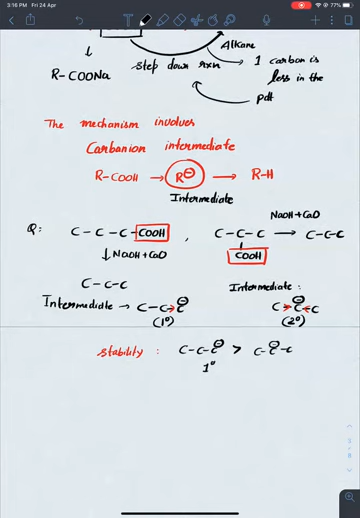 3:16 PM Fri 24 Apr
77%
Alkane
R-COONa
step down rxn
1 carbon is
less in the
pdt
The mechanism involves
Carbanion intermediate
R-COOH → R⊖ → R-H
Intermediate
NaOH + CaO
Q: C-C-C-COOH , C-C-C → C-C-C
COOH
↓ NaOH + CaO
C-C-C
Intermediate :
Intermediate → C-C→C⊖
C→C⊖←C
(1°)
(2°)
Stability : C-C-C⊖ > C-C⊖-C
1°